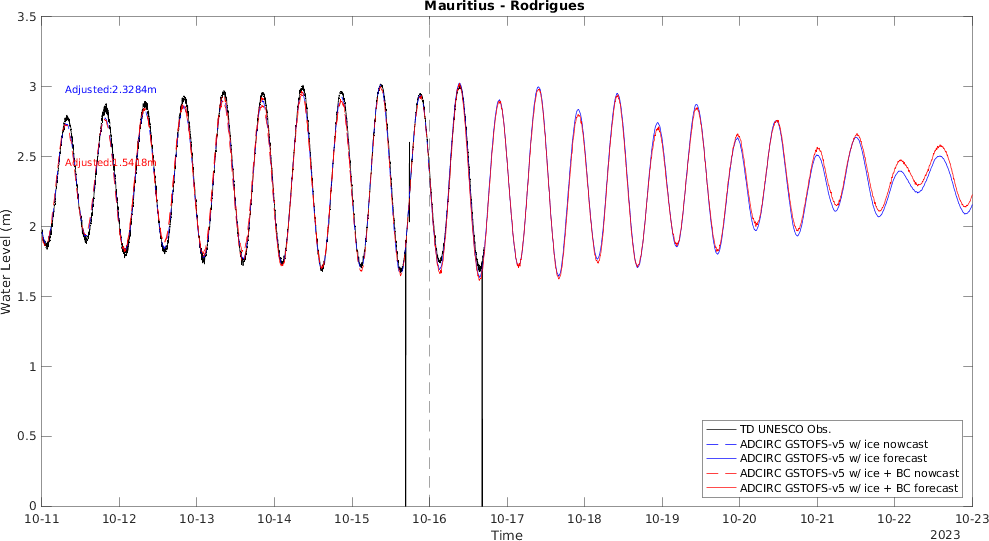 Mauritius - Rodrigues
3.5
3
2.5
2
1.5
1
0.5
0
Water Level (m)
Adjusted:2.3284m
Adjusted:1.5418m
TD UNESCO Obs.
ADCIRC GSTOFS-v5 w/ ice nowcast
ADCIRC GSTOFS-v5 w/ ice forecast
ADCIRC GSTOFS-v5 w/ ice + BC nowcast
ADCIRC GSTOFS-v5 w/ ice + BC forecast
10-11 10-12 10-13 10-14 10-15 10-16 10-17 10-18 10-19 10-20 10-21 10-22 10-23
Time
2023